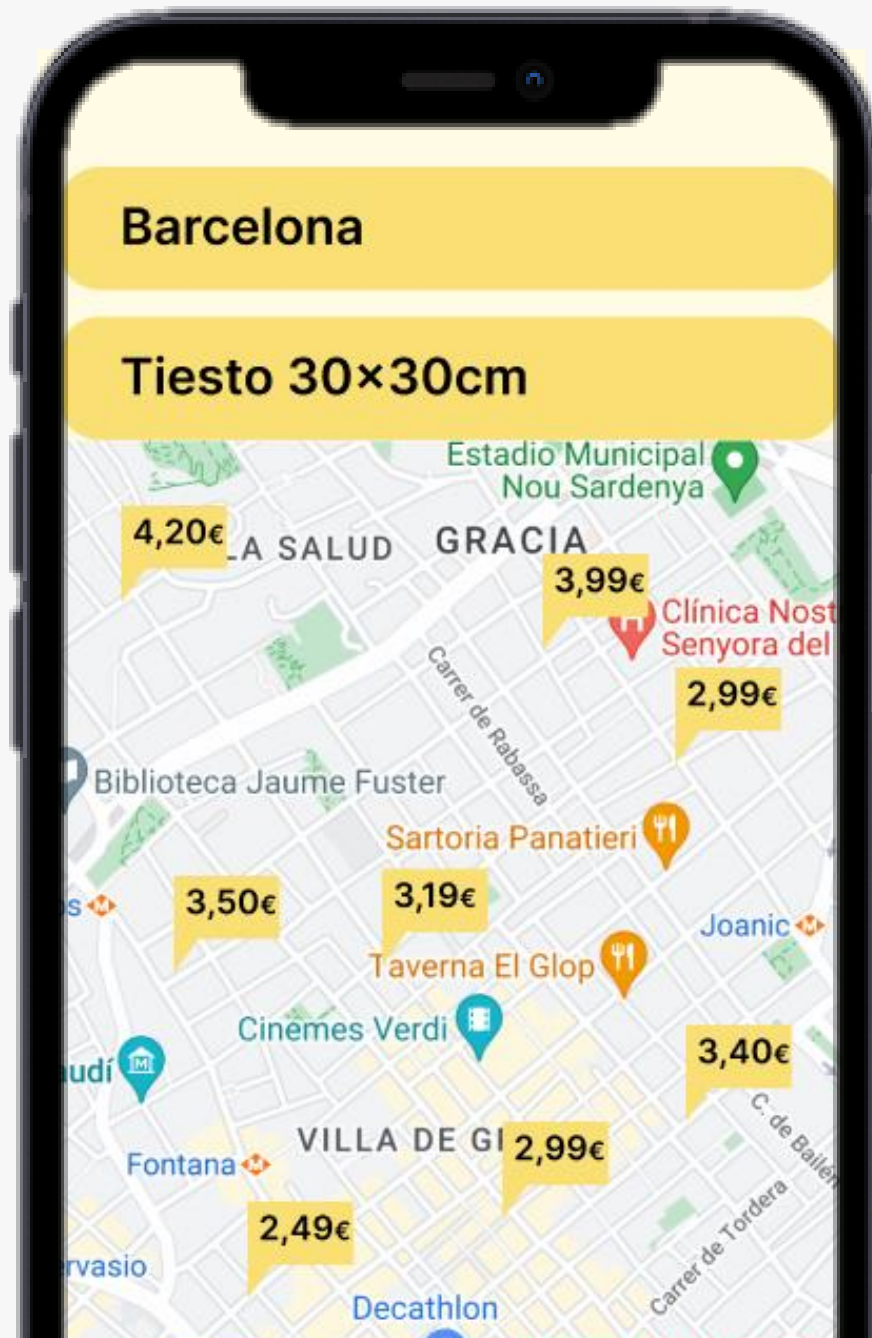 Barcelona
Tiesto 30×30cm
Estadio Municipal
Nou Sardenya
4,20€
LA SALUD
GRACIA
3,99€
Clínica Nost
Senyora del
2,99€
Carrer de Rabassa
Biblioteca Jaume Fuster
Sartoria Panatieri
3,50€
3,19€
Joanic
Taverna El Glop
Cinemes Verdi
3,40€
audí
C. de Bailén
VILLA DE G
2,99€
Fontana
Carrer de Tordera
2,49€
rvasio
Decathlon